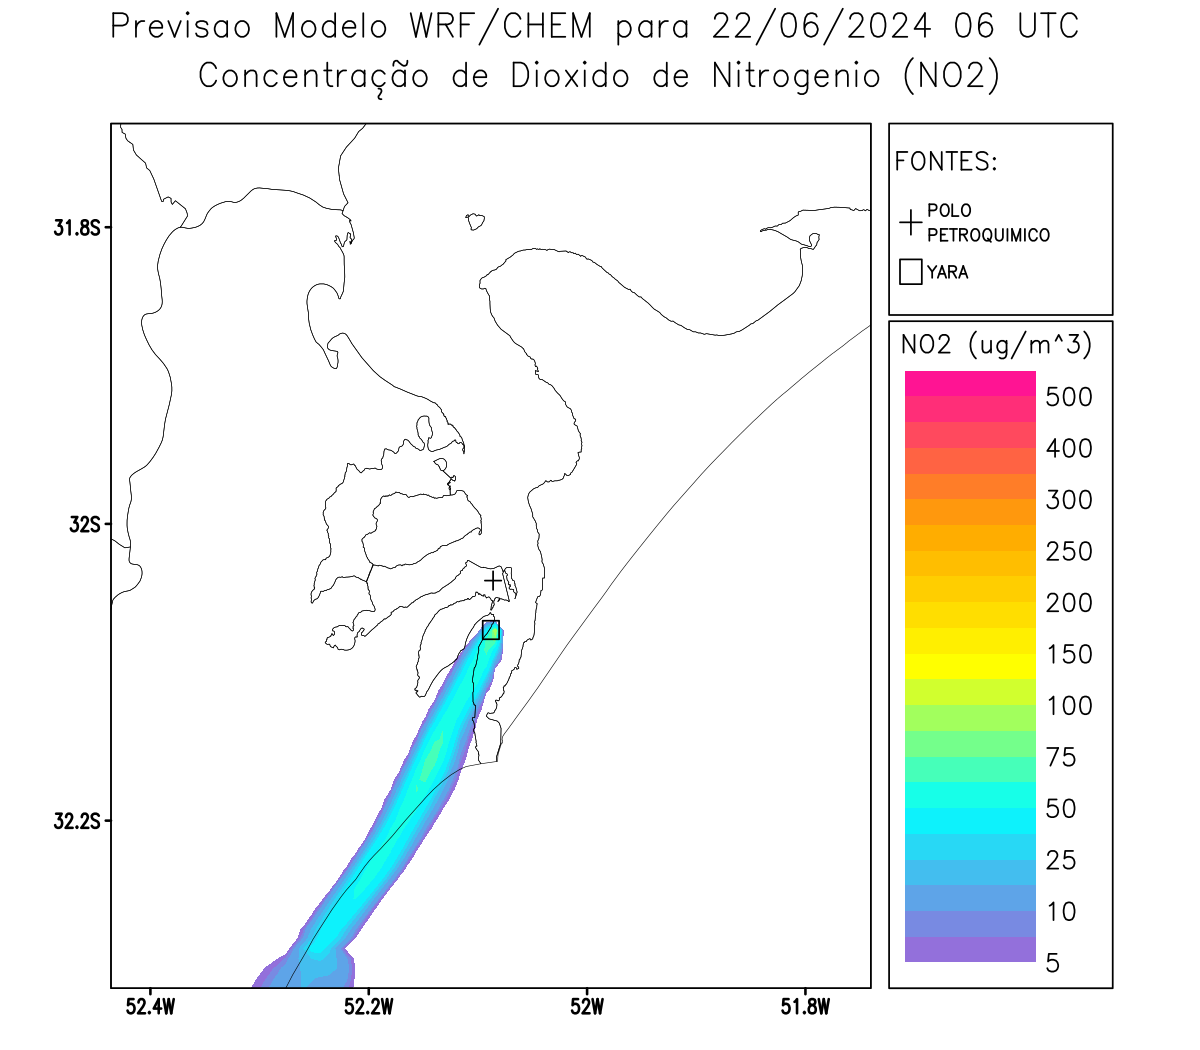 Previsao Modelo WRF/CHEM para 22/06/2024 06 UTC
Concentração de Dioxido de Nitrogenio (NO2)
FONTES:
POLO
PETROQUIMICO
YARA
NO2 (ug/m^3)
500
400
300
250
200
150
100
75
50
25
10
5
31.8S
32S
32.2S
52.4W
52.2W
52W
51.8W